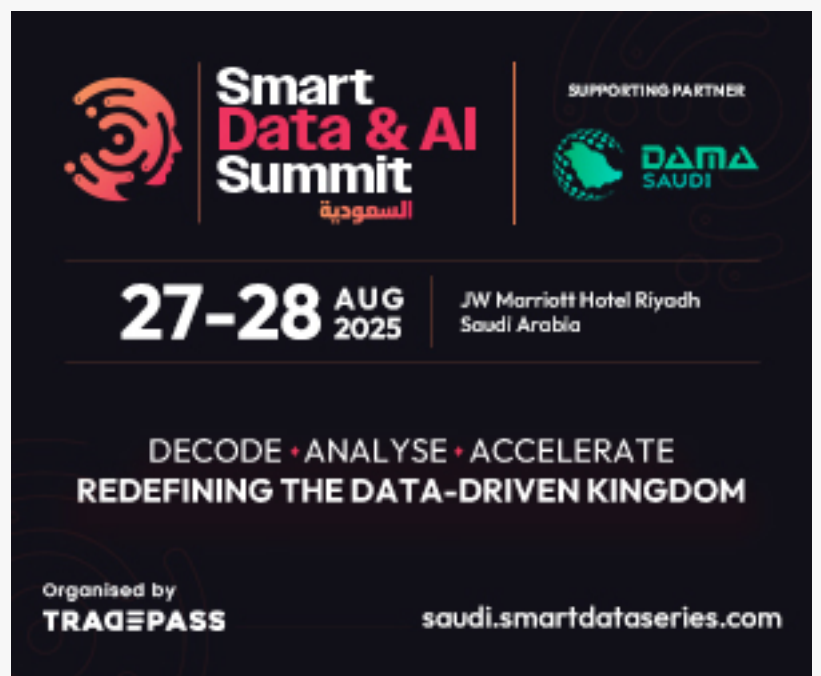 Smart
Data & AI
Summit
السعودية
SUPPORTING PARTNER
DAMA
SAUDI
27-28 AUG 2025
JW Marriott Hotel Riyadh
Saudi Arabia
DECODE ✦ ANALYSE ✦ ACCELERATE
REDEFINING THE DATA-DRIVEN KINGDOM
Organised by
TRADEPASS
saudi.smartdataseries.com